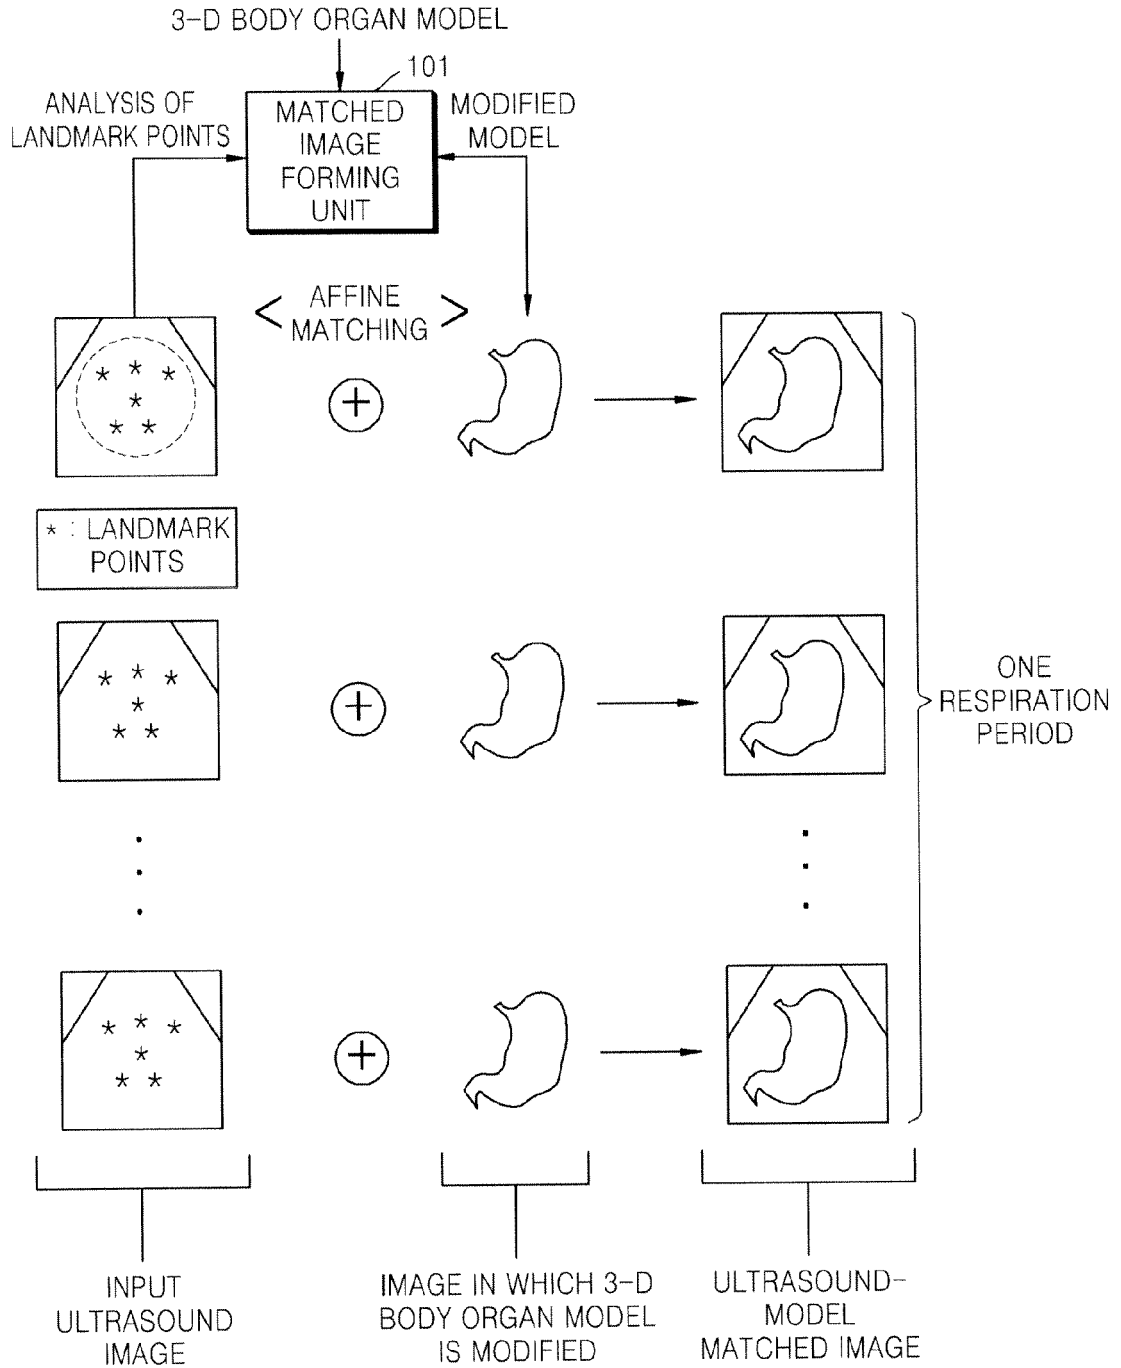 3-D BODY ORGAN MODEL
101
ANALYSIS OF
LANDMARK POINTS
MATCHED
IMAGE
FORMING
UNIT
MODIFIED
MODEL
< AFFINE >
MATCHING
* : LANDMARK
POINTS
ONE
RESPIRATION
PERIOD
INPUT
ULTRASOUND
IMAGE
IMAGE IN WHICH 3-D
BODY ORGAN MODEL
IS MODIFIED
ULTRASOUND-
MODEL
MATCHED IMAGE